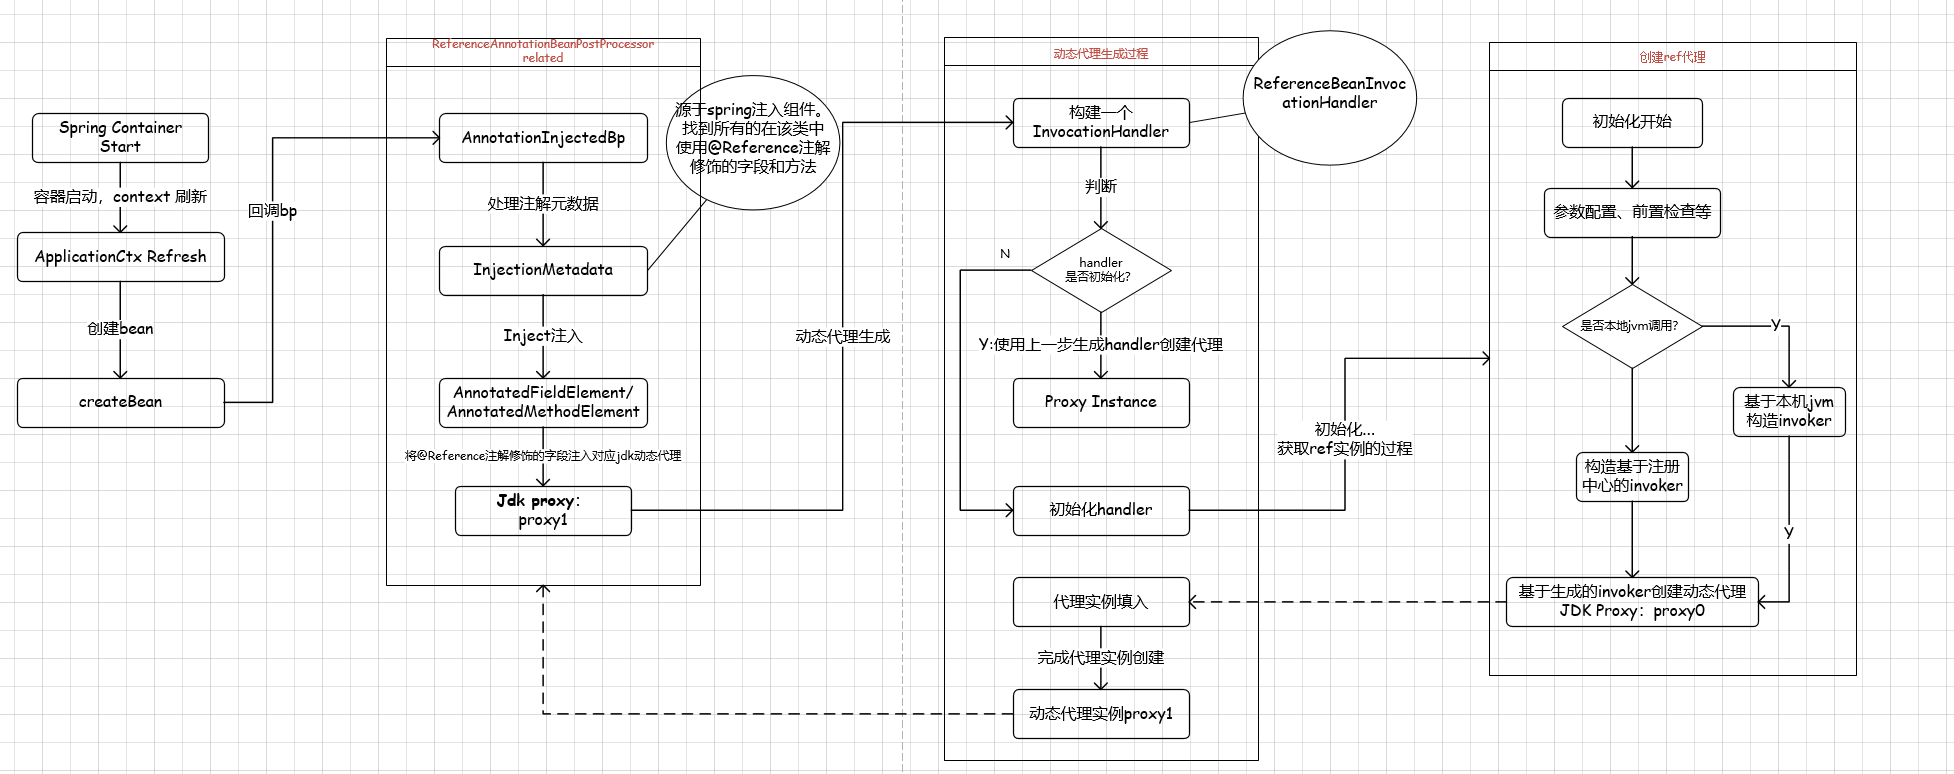 Spring Container
Start
容器启动，context 刷新
ApplicationCtx Refresh
创建bean
createBean
回调bp
ReferenceAnnotationBeanPostProcessor
related
AnnotationInjectedBp
处理注解元数据
InjectionMetadata
Inject注入
AnnotatedFieldElement/
AnnotatedMethodElement
将@Reference注解修饰的字段注入对应jdk动态代理
Jdk proxy：
proxy1
源于spring注入组件。
找到所有的在该类中
使用@Reference注解
修饰的字段和方法
动态代理生成
动态代理生成过程
构建一个
InvocationHandler
ReferenceBeanInvoc
ationHandler
判断
handler
是否初始化?
N
Y:使用上一步生成handler创建代理
Proxy Instance
初始化handler
初始化...
获取ref实例的过程
代理实例填入
完成代理实例创建
动态代理实例proxy1
创建ref代理
初始化开始
参数配置、前置检查等
是否本地jvm调用?
Y
基于本机jvm
构造invoker
构造基于注册
中心的invoker
Y
基于生成的invoker创建动态代理
JDK Proxy：proxy0